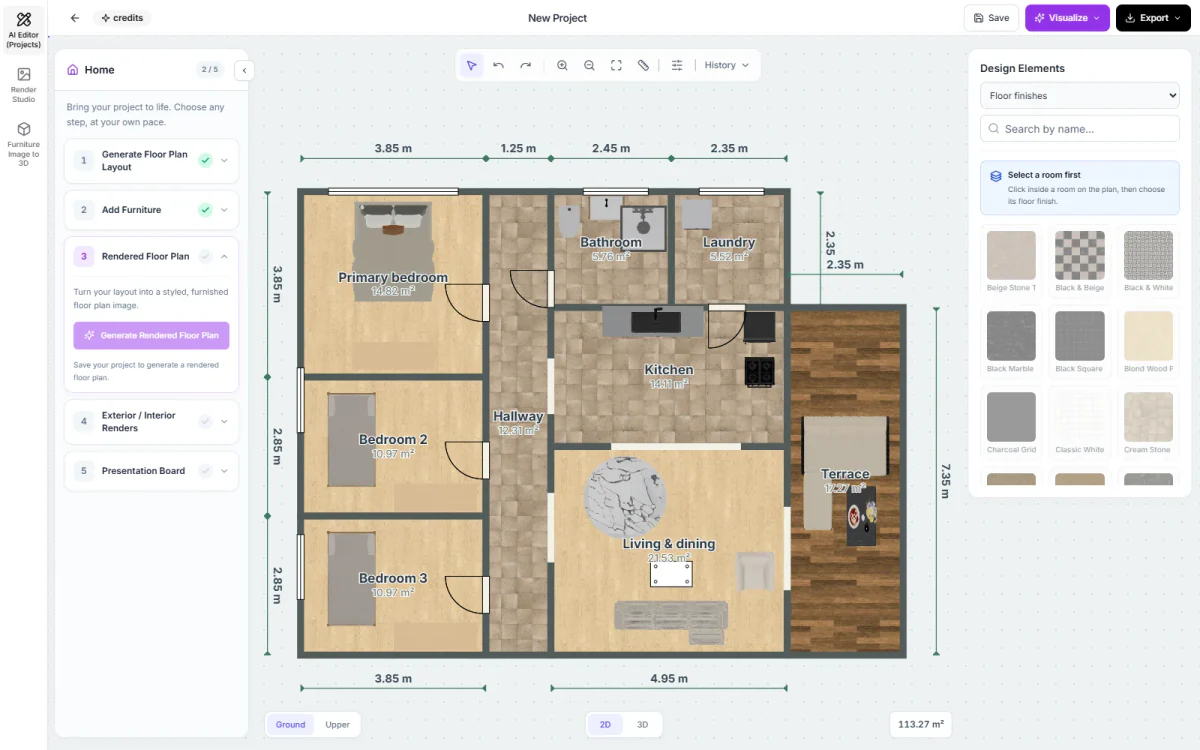 AI Editor
(Projects)
Render
Studio
Furniture
Image to
3D
credits
New Project
Save
Visualize
Export
Home
2 / 5
Bring your project to life. Choose any
step, at your own pace.
1
Generate Floor Plan
Layout
2
Add Furniture
3
Rendered Floor Plan
Turn your layout into a styled, furnished
floor plan image.
Generate Rendered Floor Plan
Save your project to generate a rendered
floor plan.
4
Exterior / Interior
Renders
5
Presentation Board
History
3.85 m
1.25 m
2.45 m
2.35 m
3.85 m
2.85 m
2.85 m
2.35
2.35 m
7.35 m
Primary bedroom
14.82 m²
Bathroom
5.76 m²
Laundry
5.52 m²
Kitchen
14.11 m²
Hallway
12.31 m²
Bedroom 2
10.97 m²
Terrace
17.27 m²
Living & dining
21.53 m²
Bedroom 3
10.97 m²
3.85 m
4.95 m
Ground
Upper
2D
3D
113.27 m²
Design Elements
Floor finishes
Search by name...
Select a room first
Click inside a room on the plan, then choose
its floor finish.
Beige Stone T
Black & Beige
Black & White
Black Marble
Black Square
Blond Wood P
Charcoal Grid
Classic White
Cream Stone